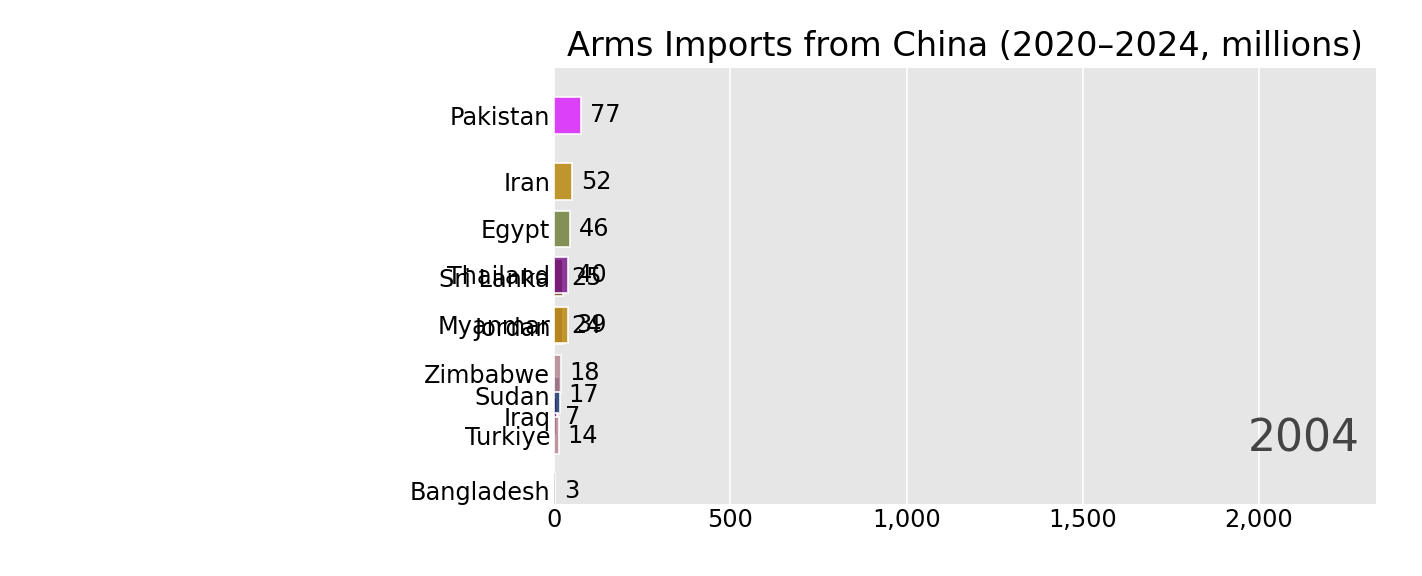 Arms Imports from China (2020–2024, millions)
Pakistan 77
Iran 52
Egypt 46
Thailand 40
Sri Lanka 25
Myanmar 39
Jordan 24
Zimbabwe 18
Sudan 17
Iraq 7
Turkiye 14
2004
Bangladesh 3
0 500 1,000 1,500 2,000